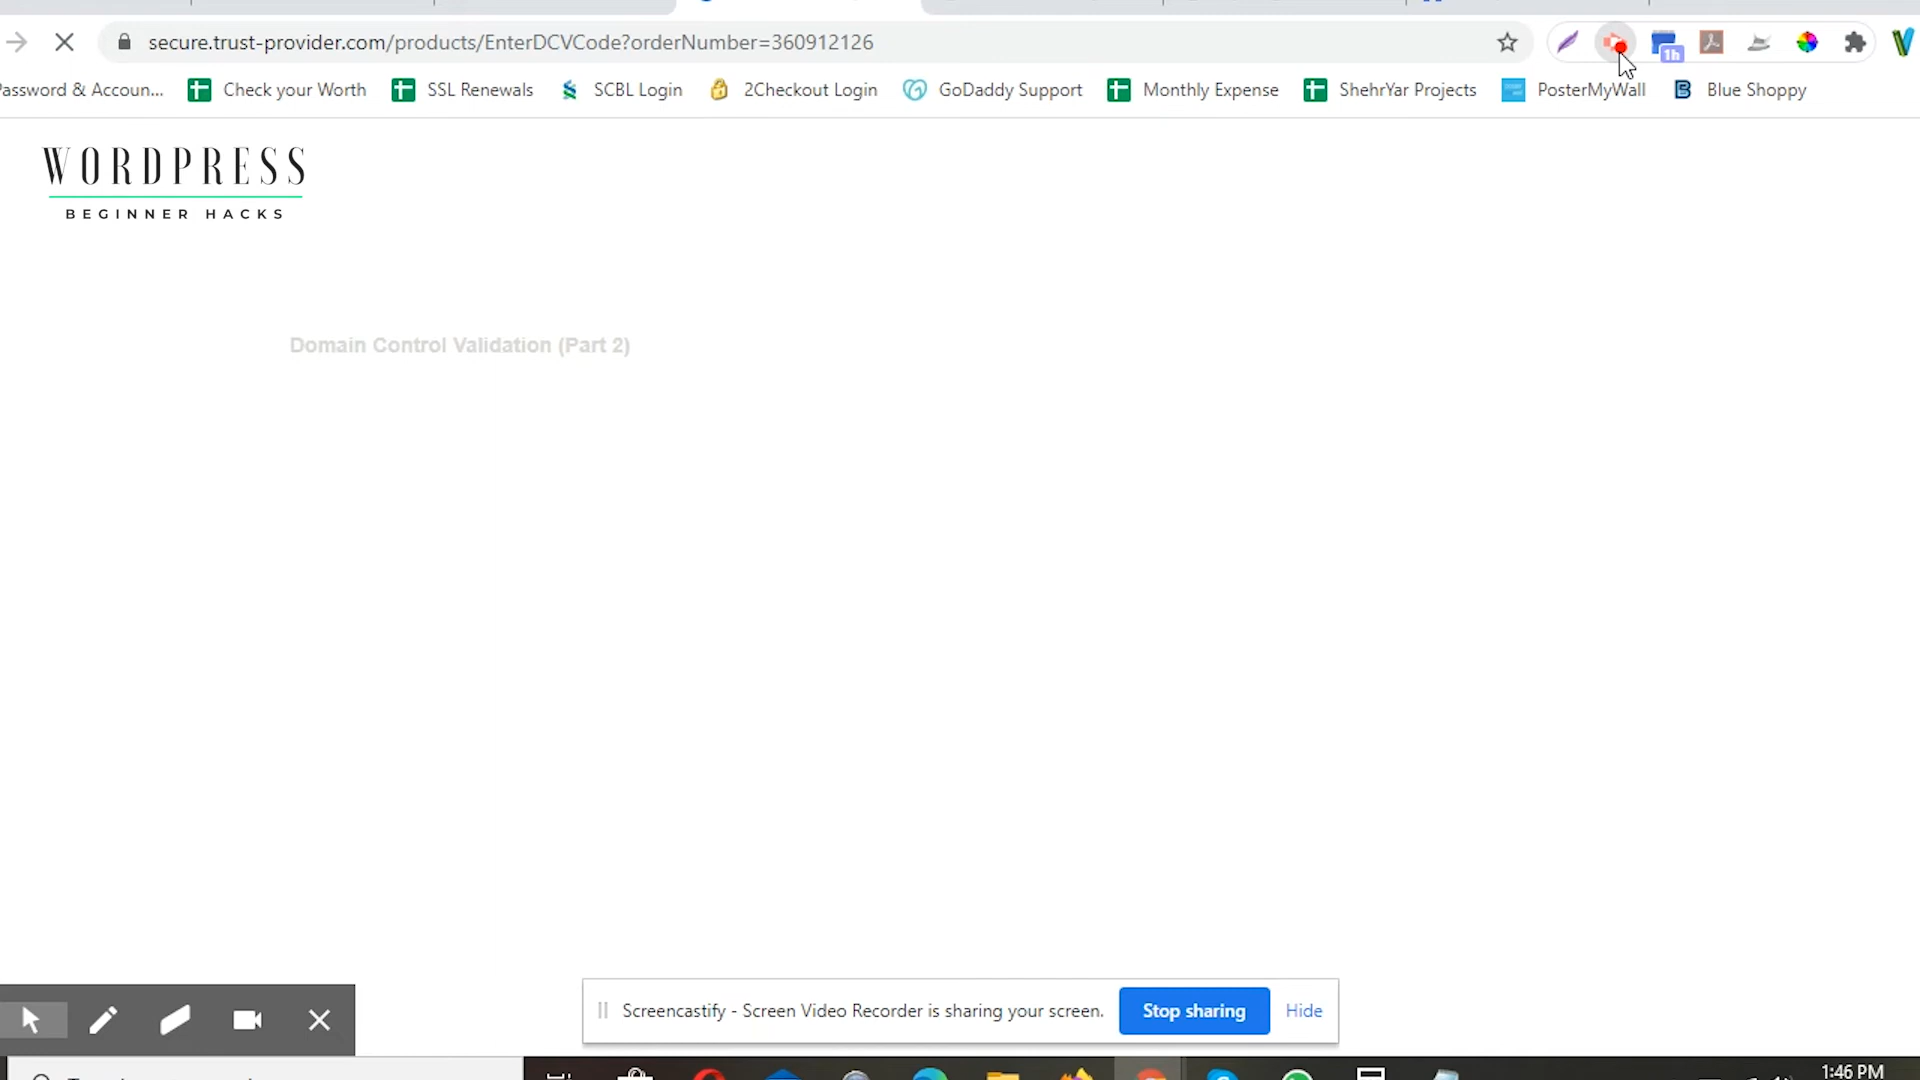 secure.trust-provider.com/products/EnterDCVCode?orderNumber=360912126
1h
assword & Accoun... Check your Worth SSL Renewals SCBL Login 2Checkout Login GoDaddy Support Monthly Expense ShehrYar Projects PosterMyWall Blue Shoppy
WORDPRESS
BEGINNER HACKS
Domain Control Validation (Part 2)
Screencastify - Screen Video Recorder is sharing your screen. Stop sharing Hide
1:46 PM